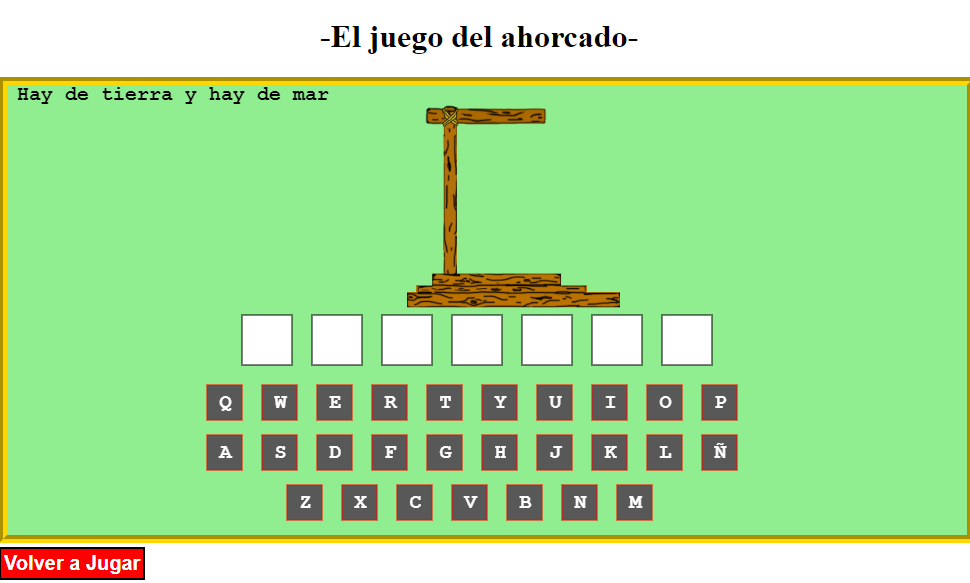 -El juego del ahorcado-
Hay de tierra y hay de mar
Q W E R T Y U I O P
A S D F G H J K L Ñ
Z X C V B N M
Volver a Jugar